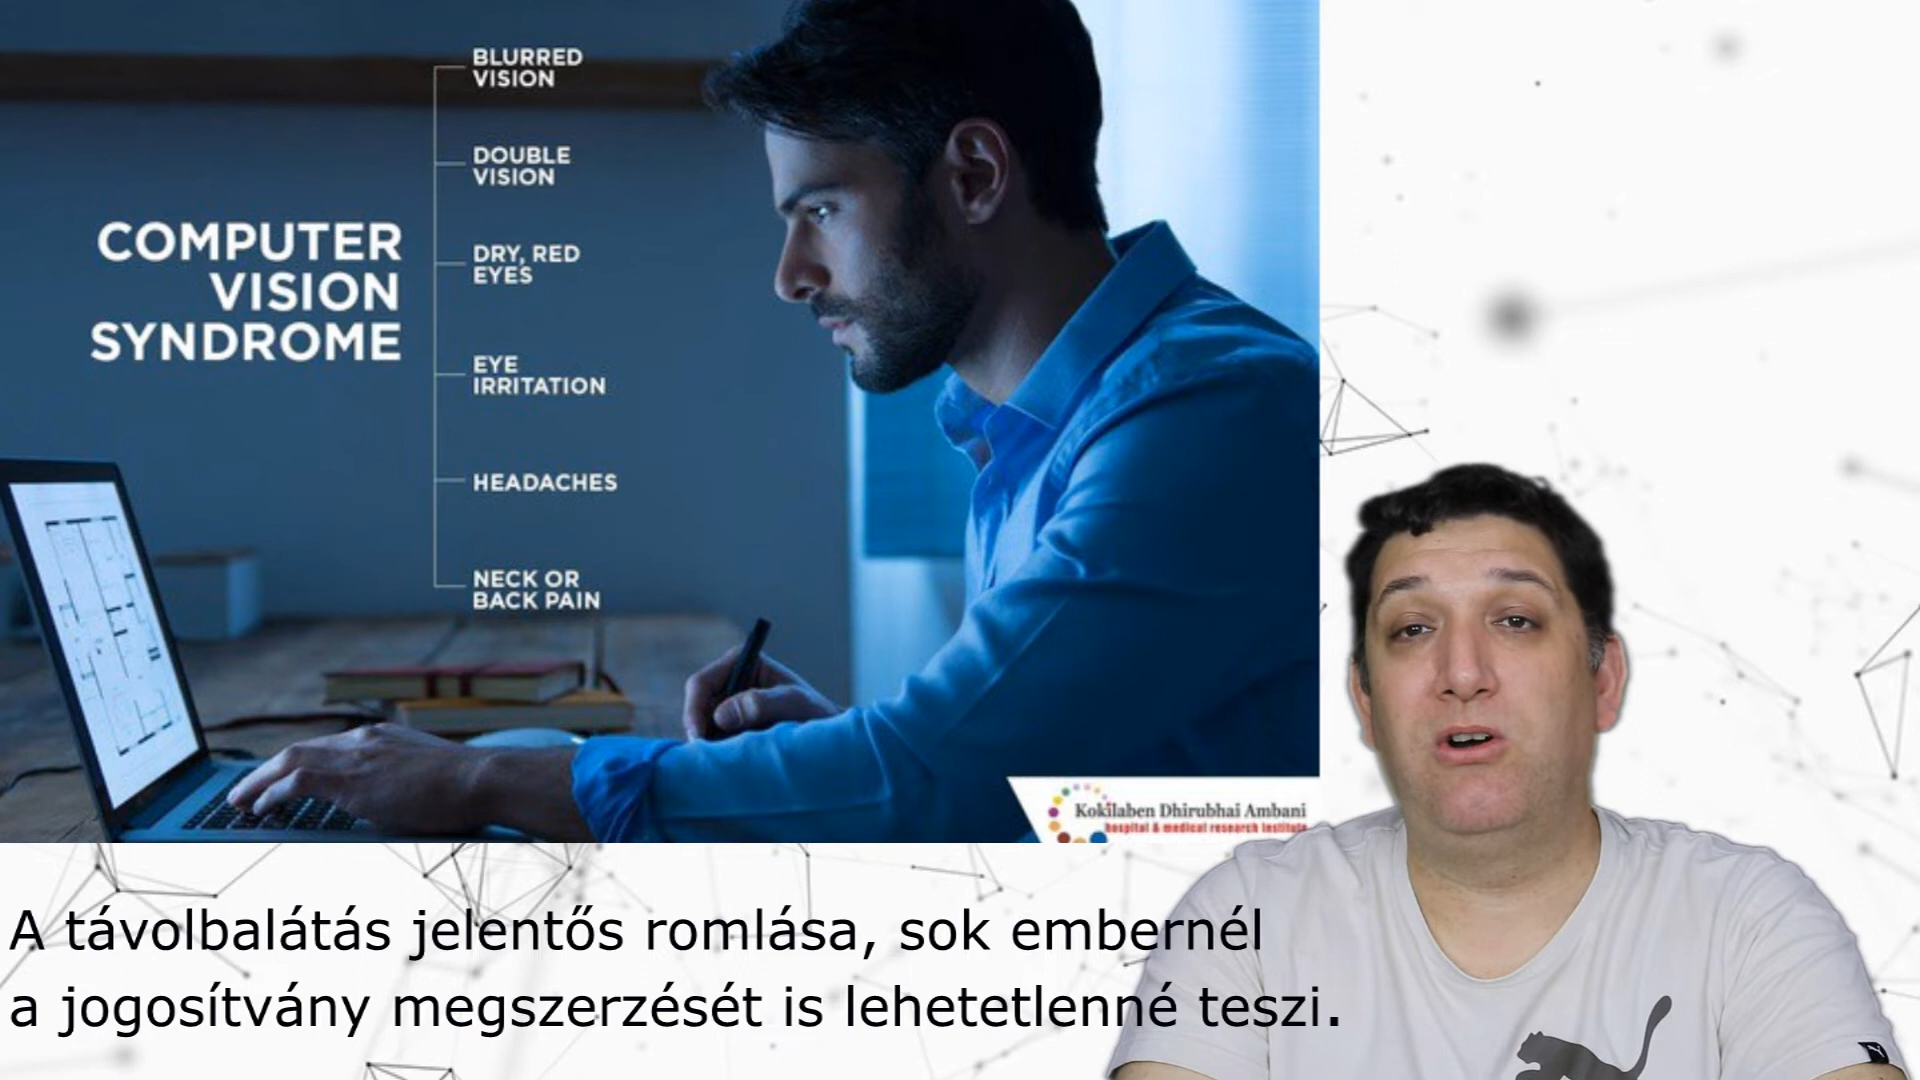 COMPUTER
VISION
SYNDROME
BLURRED
VISION
DOUBLE
VISION
DRY, RED
EYES
EYE
IRRITATION
HEADACHES
NECK OR
BACK PAIN
Kokilaben Dhirubhai Ambani
hospital & medical research institute
A távolbalátás jelentős romlása, sok embernél
a jogosítvány megszerzését is lehetetlenné teszi.